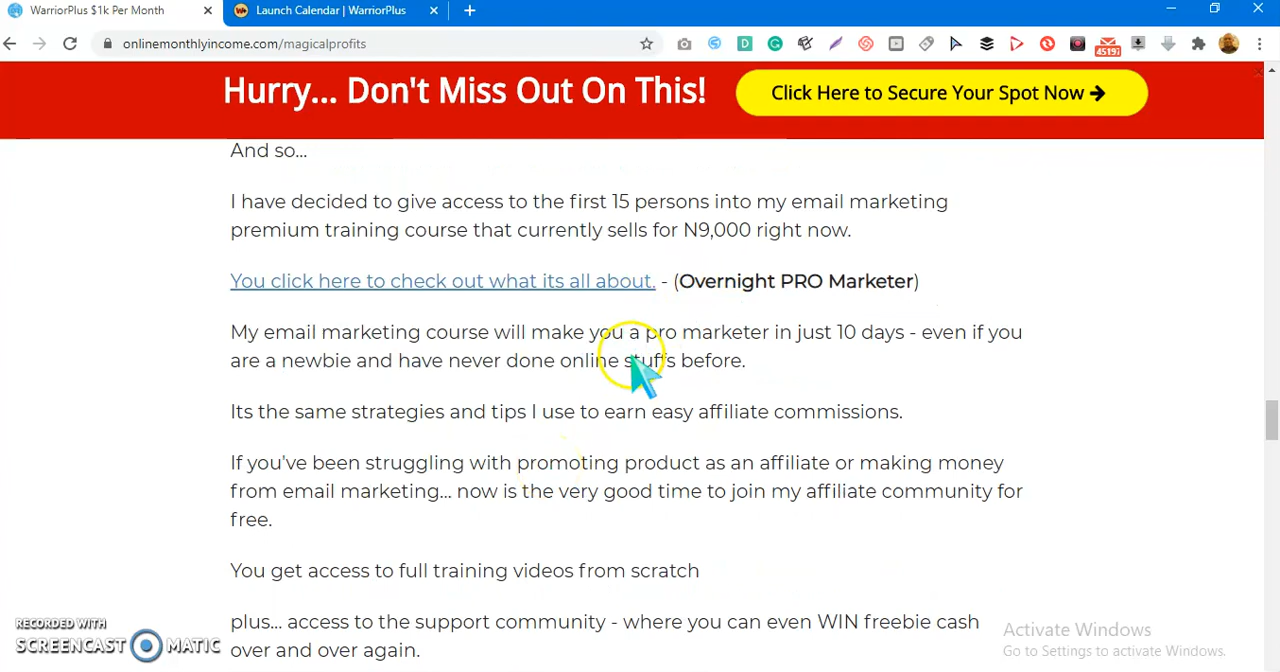 WarriorPlus $1k Per Month
Launch Calendar | WarriorPlus
onlinemonthlyincome.com/magicalprofits
45197
Hurry... Don't Miss Out On This!
Click Here to Secure Your Spot Now
And so...
I have decided to give access to the first 15 persons into my email marketing
premium training course that currently sells for N9,000 right now.
You click here to check out what its all about. - (Overnight PRO Marketer)
My email marketing course will make you a pro marketer in just 10 days - even if you
are a newbie and have never done online stuffs before.
Its the same strategies and tips I use to earn easy affiliate commissions.
If you've been struggling with promoting product as an affiliate or making money
from email marketing... now is the very good time to join my affiliate community for
free.
You get access to full training videos from scratch
plus... access to the support community - where you can even WIN freebie cash
over and over again.
RECORDED WITH
SCREENCAST MATIC
Activate Windows
Go to Settings to activate Windows.